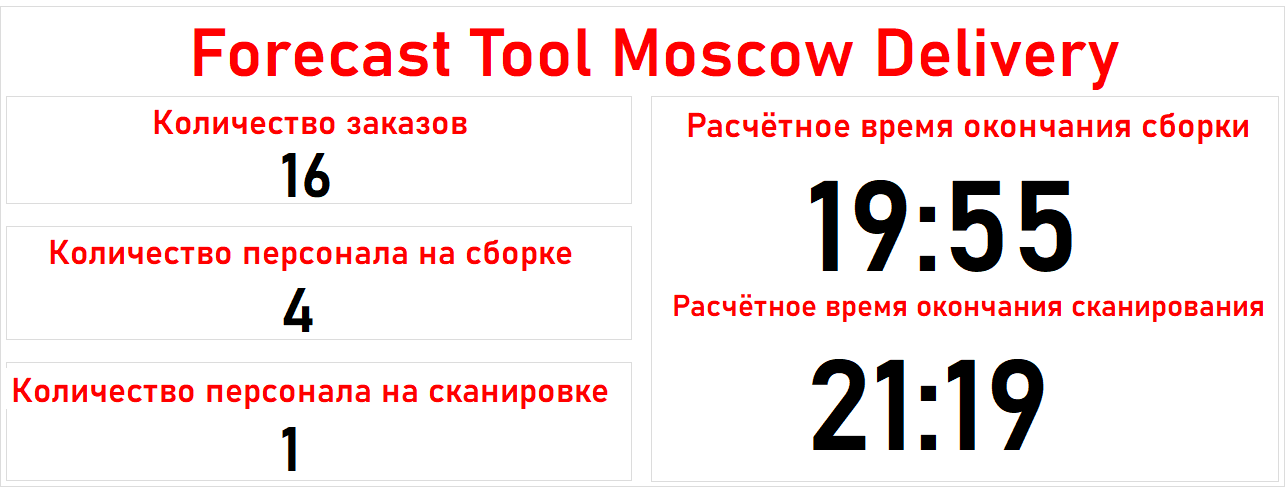 Forecast Tool Moscow Delivery
Количество заказов
16
Количество персонала на сборке
4
Количество персонала на сканировке
1
Расчётное время окончания сборки
19:55
Расчётное время окончания сканирования
21:19